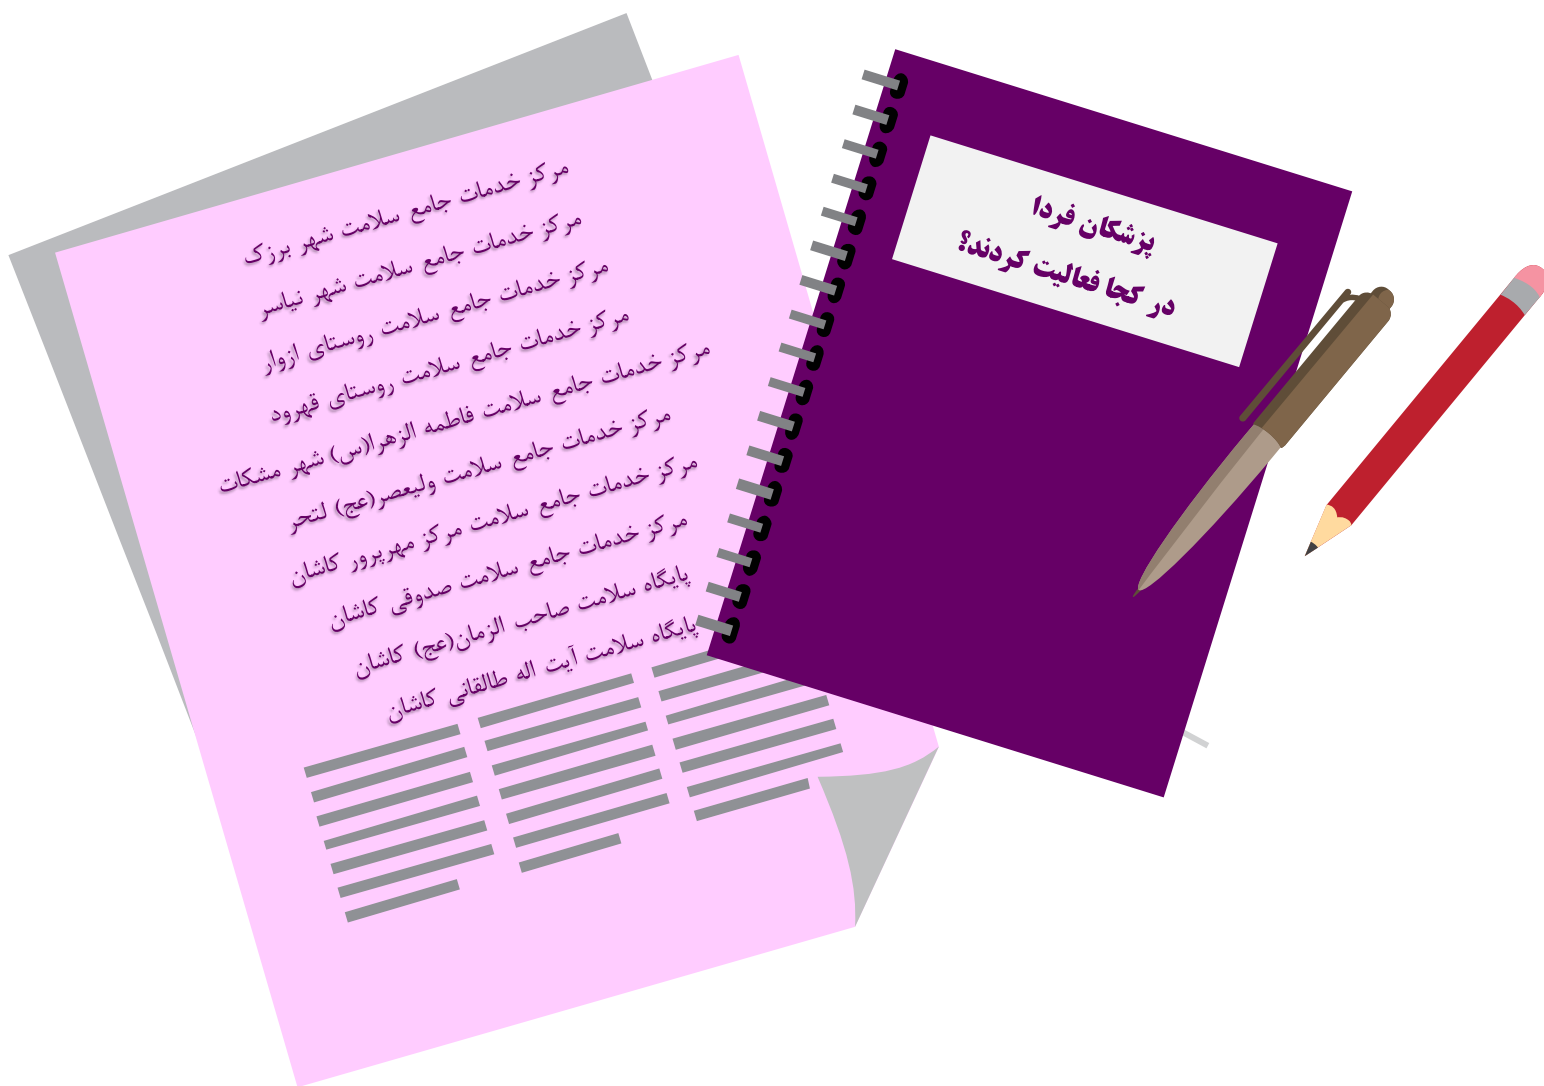 پزشکان فردا
در کجا فعالیت کردند؟
مرکز خدمات جامع سلامت شهر برزک
مرکز خدمات جامع سلامت شهر نیاسر
مرکز خدمات جامع سلامت روستای ازوار
مرکز خدمات جامع سلامت روستای قهرود
مرکز خدمات جامع سلامت فاطمه الزهرا(س) شهر مشکات
مرکز خدمات جامع سلامت ولیعصر(عج) لتحر
مرکز خدمات جامع سلامت مرکز مهرپرور کاشان
مرکز خدمات جامع سلامت صدوقی کاشان
پایگاه سلامت صاحب الزمان(عج) کاشان
پایگاه سلامت آیت اله طالقانی کاشان